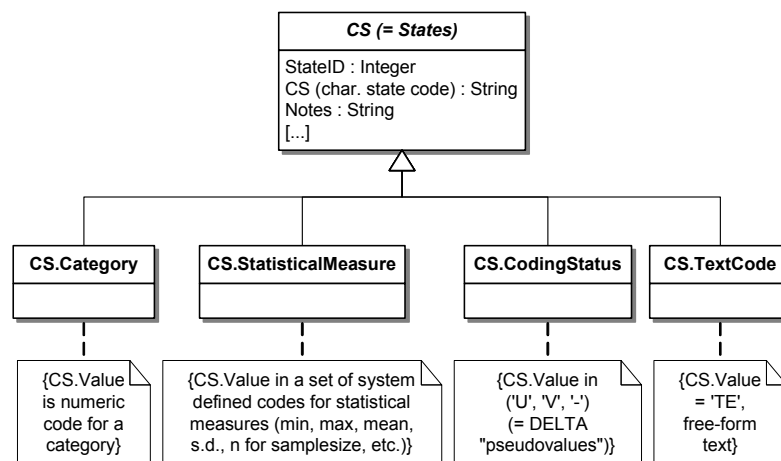 CS (= States)
StateID : Integer
CS (char. state code) : String
Notes : String
[...]
CS.Category
CS.StatisticalMeasure
CS.CodingStatus
CS.TextCode
{CS.Value
is numeric
code for a
category}
{CS.Value in a set of system
defined codes for statistical
measures (min, max, mean,
s.d., n for samplesize, etc.)}
{CS.Value in
('U', 'V', '-')
(= DELTA
"pseudovalues")}
{CS.Value
= 'TE',
free-form
text}